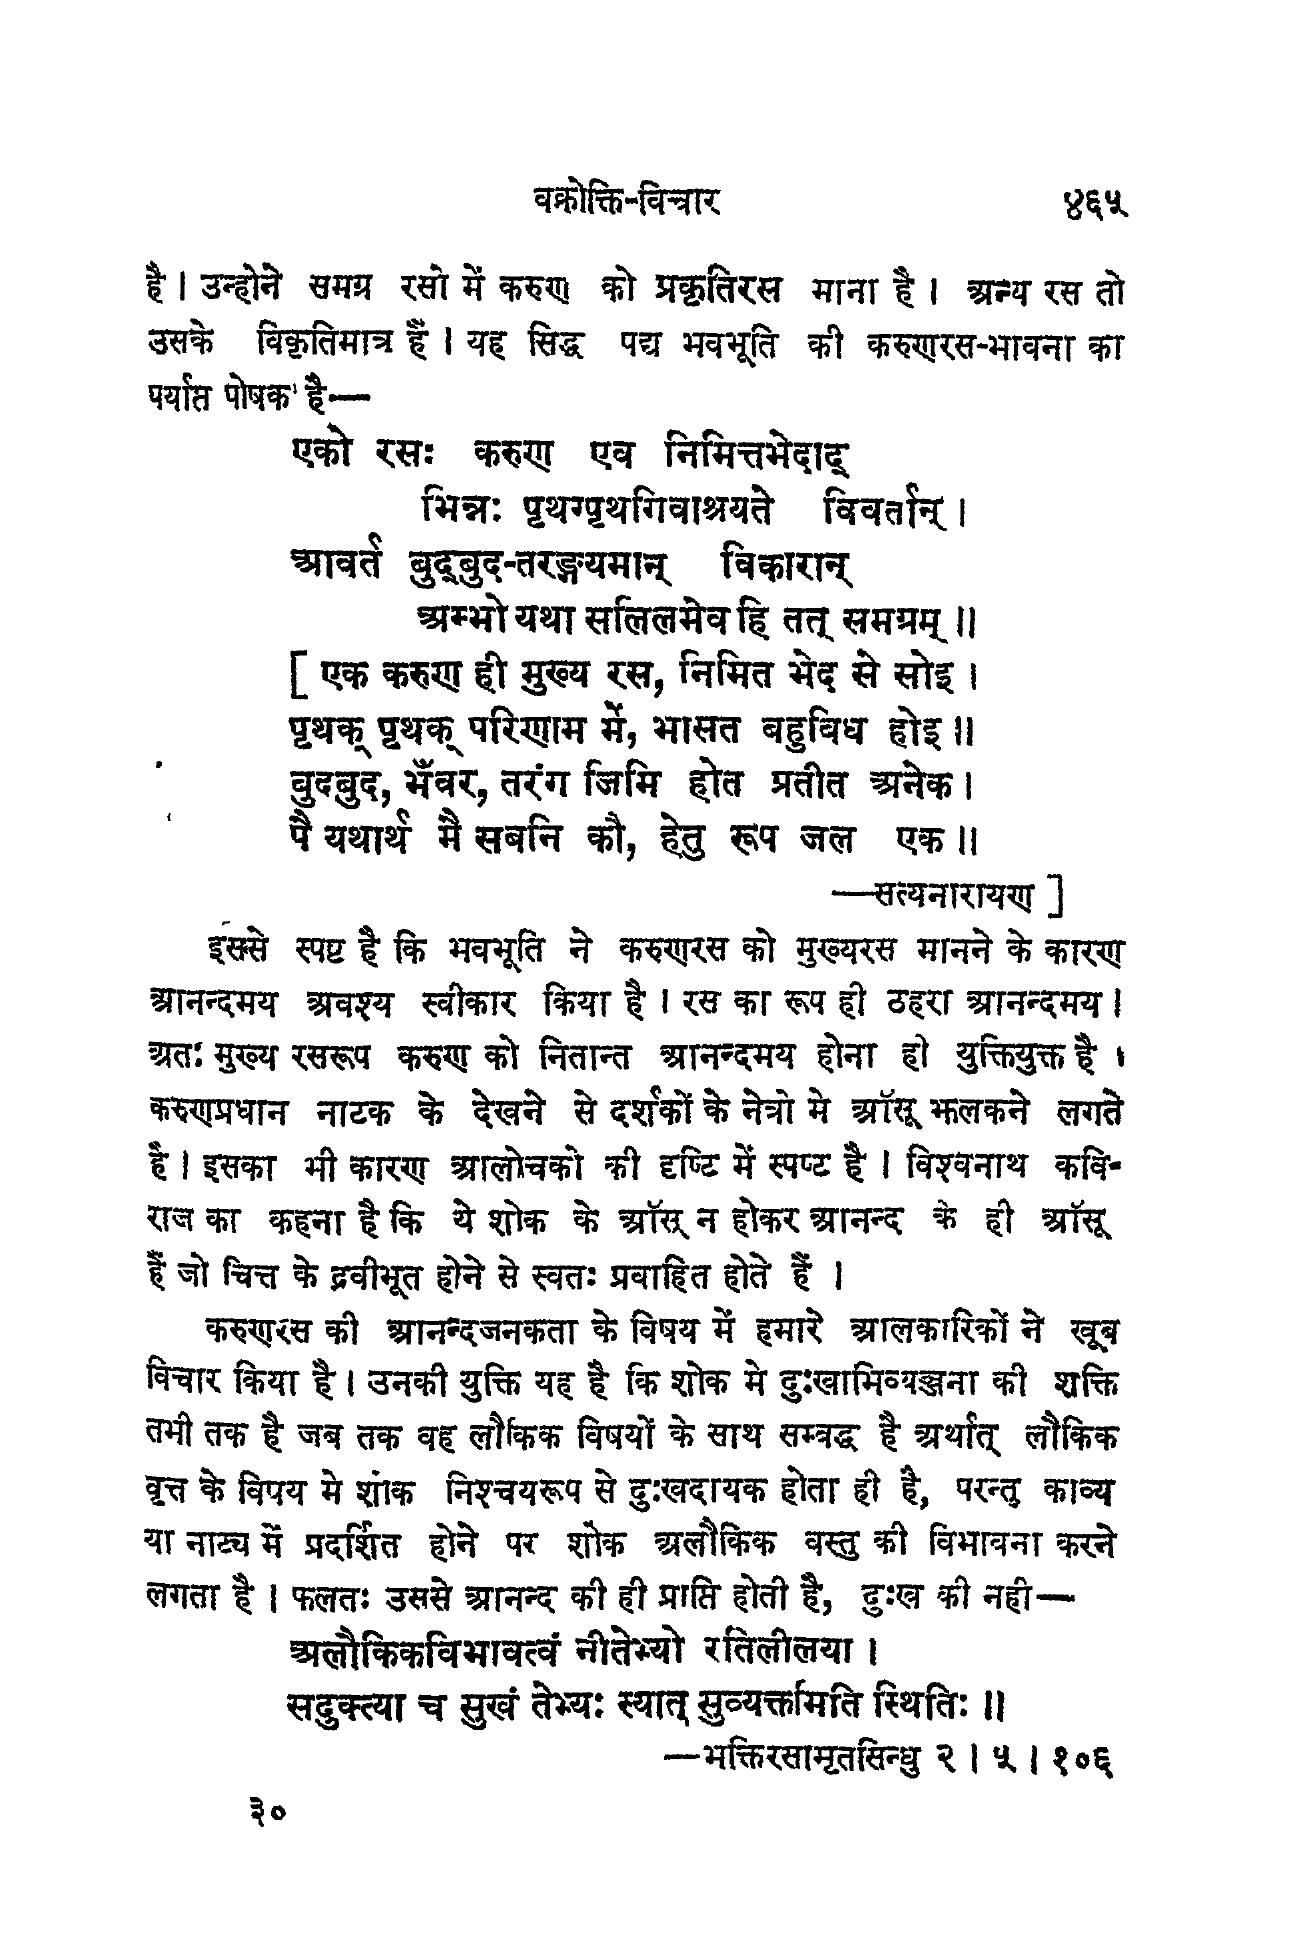 वक्रोक्ति-विचार ४६५
है। उन्होने समग्र रसो में करुण को प्रकृतिरस माना है। अन्य रस तो
उसके विकृतिमात्र हैं। यह सिद्ध पद्य भवभूति की करुणरस-भावना का
पर्याप्त पोषक है—
एको रसः करुण एव निमित्तभेदाद्
भिन्नः पृथग्पृथगिवाश्रयते विवर्तान्।
आवर्त बुद्बुद-तरङ्गयमान् विकारान्
अम्भो यथा सलिलमेव हि तत् समग्रम्॥
[ एक करुण ही मुख्य रस, निमित भेद से सोइ।
पृथक् पृथक् परिणाम में, भासत बहुविध होइ॥
बुदबुद, भँवर, तरंग जिमि होत प्रतीत अनेक।
पै यथार्थ मै सबनि कौ, हेतु रूप जल एक॥
—सत्यनारायण ]
इससे स्पष्ट है कि भवभूति ने करुणरस को मुख्यरस मानने के कारण
आनन्दमय अवश्य स्वीकार किया है। रस का रूप ही ठहरा आनन्दमय।
अतः मुख्य रसरूप करुण को नितान्त आनन्दमय होना हो युक्तियुक्त है।
करुणप्रधान नाटक के देखने से दर्शकों के नेत्रो मे आँसू झलकने लगते
है। इसका भी कारण आलोचको की दृष्टि में स्पष्ट है। विश्वनाथ कवि-
राज का कहना है कि ये शोक के आँसू न होकर आनन्द के ही आँसू
हैं जो चित्त के द्रवीभूत होने से स्वतः प्रवाहित होते हैं।
करुणरस की आनन्दजनकता के विषय में हमारे आलकारिकों ने खूब
विचार किया है। उनकी युक्ति यह है कि शोक मे दुःखाभिव्यञ्जना की शक्ति
तभी तक है जब तक वह लौकिक विषयों के साथ सम्बद्ध है अर्थात् लौकिक
वृत्त के विषय मे शोक निश्चयरूप से दुःखदायक होता ही है, परन्तु काव्य
या नाट्य में प्रदर्शित होने पर शोक अलौकिक वस्तु की विभावना करने
लगता है। फलतः उससे आनन्द की ही प्राप्ति होती है, दुःख की नही—
अलौकिकविभावत्वं नीतेभ्यो रतिलीलया।
सदुक्त्या च सुखं तेभ्यः स्यात् सुव्यक्तमिति स्थितिः॥
—भक्तिरसामृतसिन्धु २।५।१०६
३०